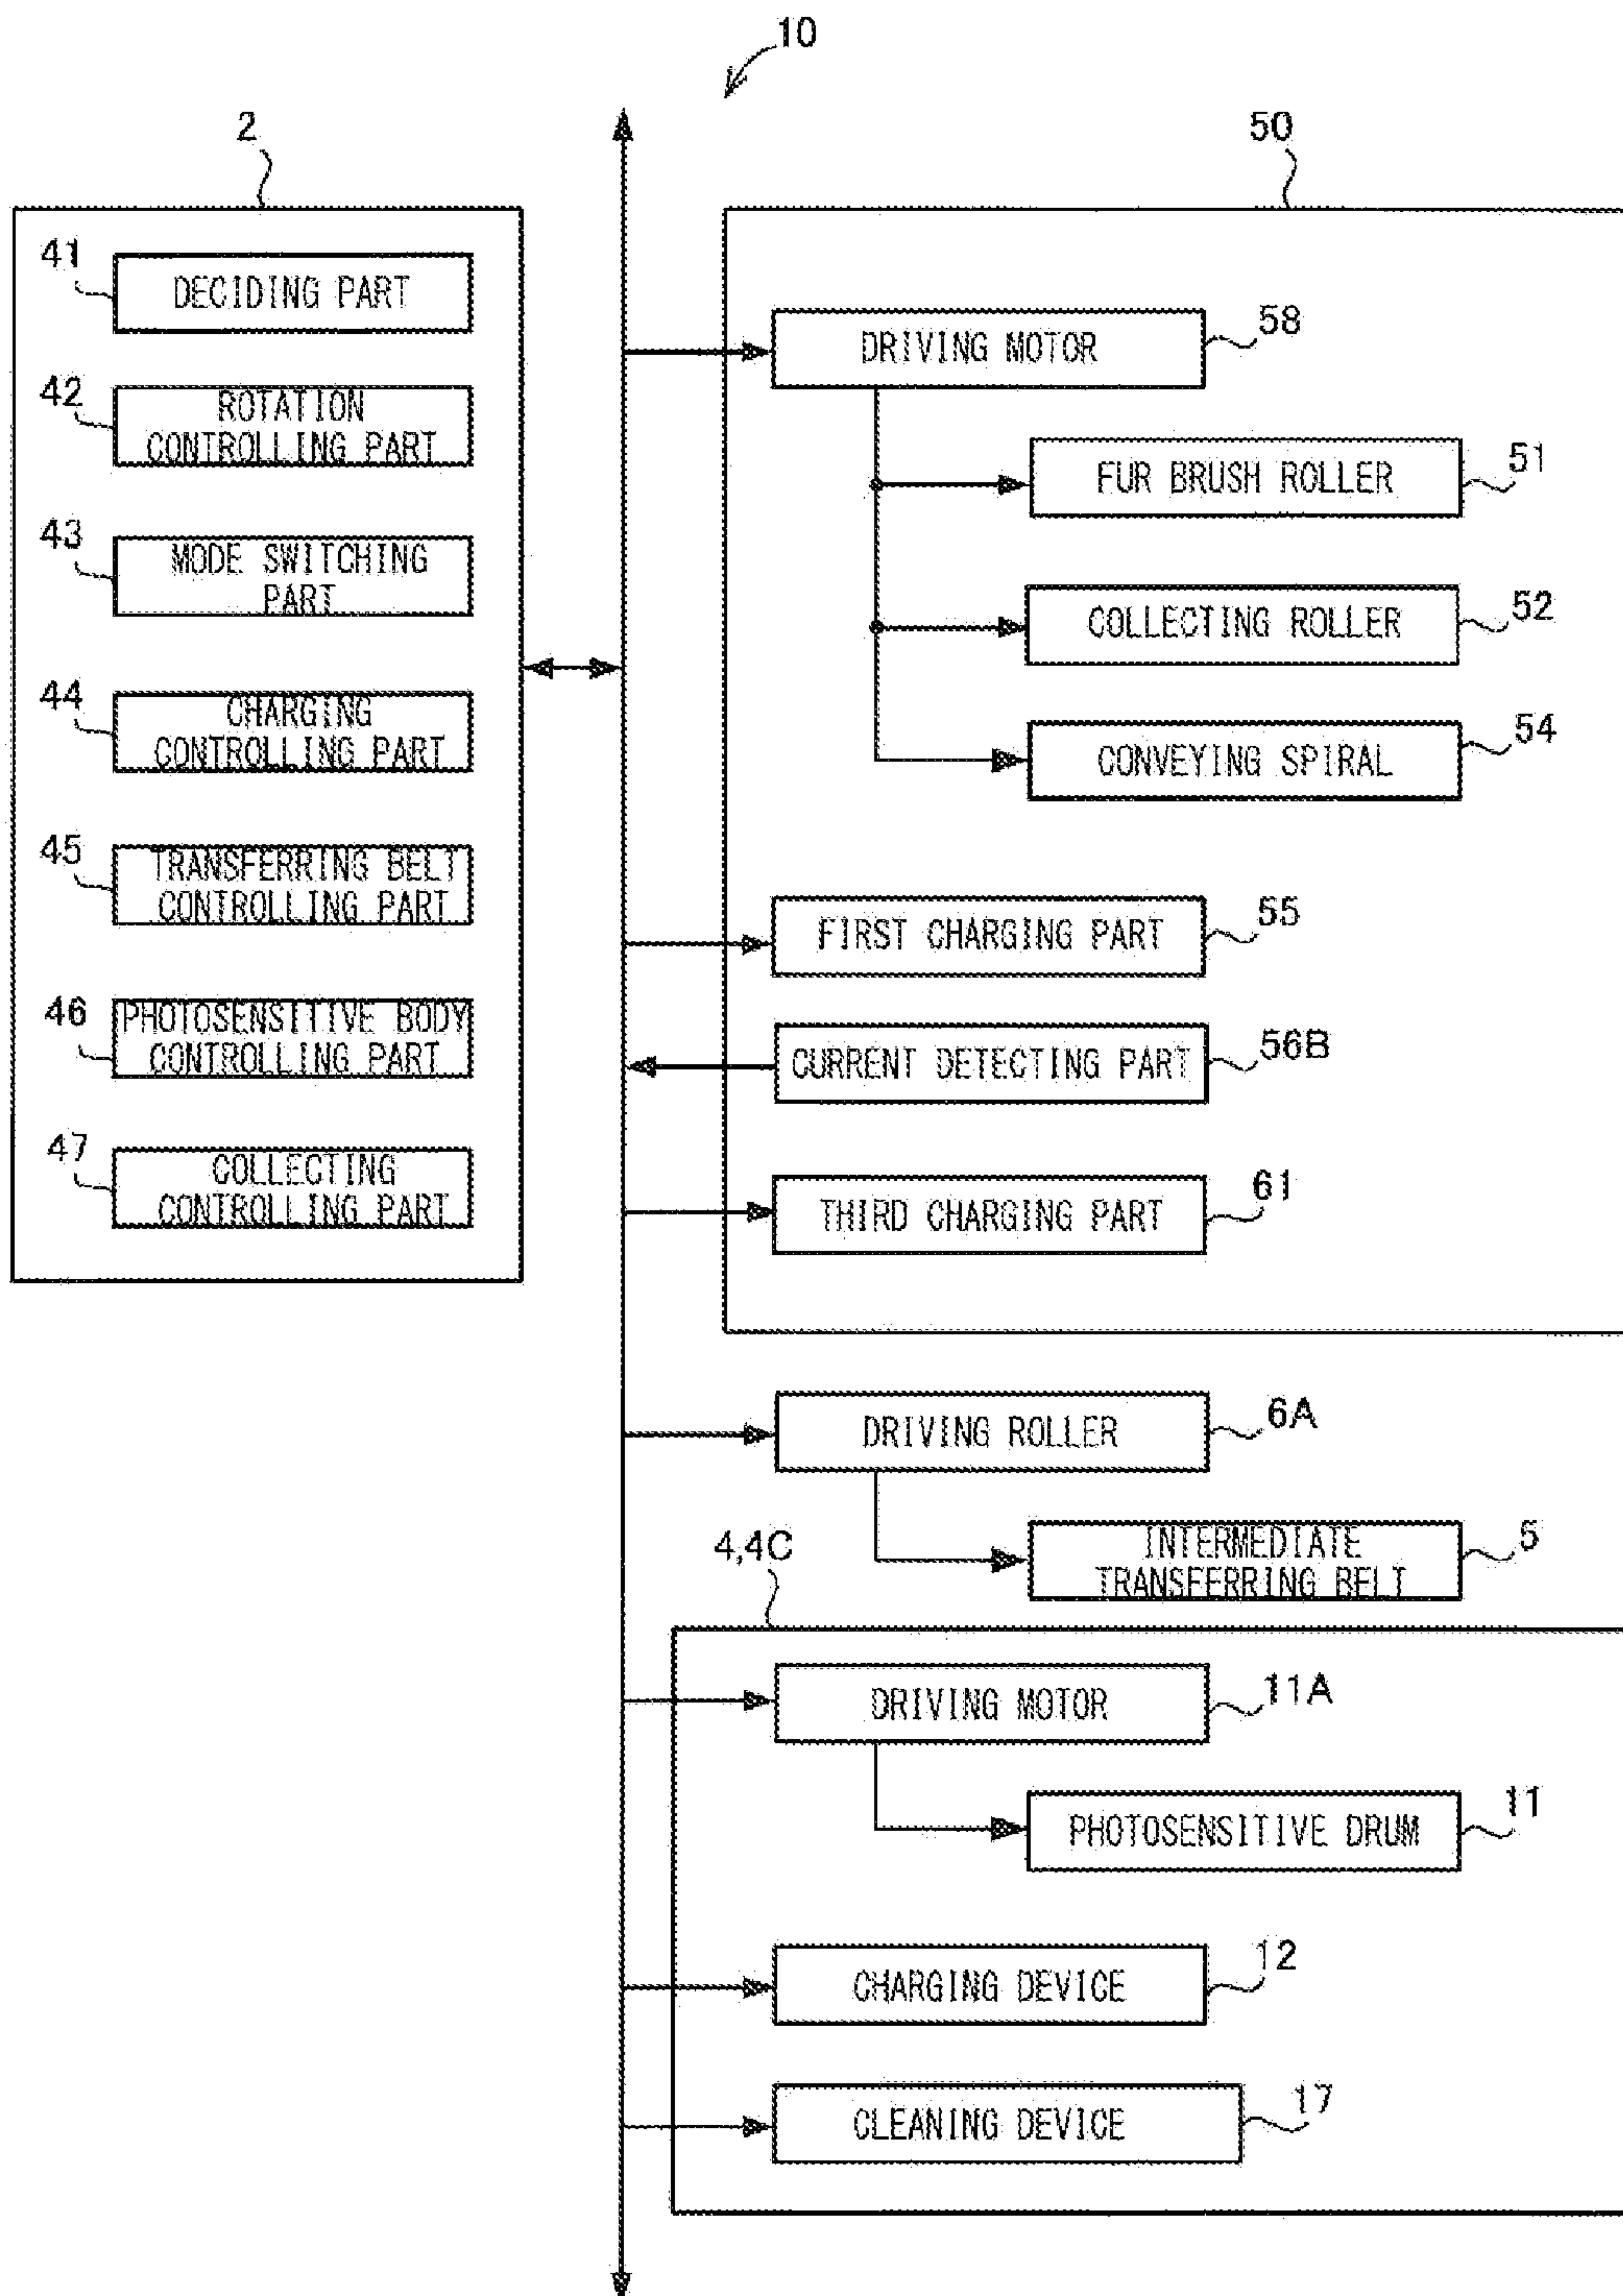 10
2
41
DECIDING PART
42
ROTATION
CONTROLLING PART
43
MODE SWITCHING
PART
44
CHARGING
CONTROLLING PART
45
TRANSFERRING BELT
CONTROLLING PART
46
PHOTOSENSITIVE BODY
CONTROLLING PART
47
COLLECTING
CONTROLLING PART
50
DRIVING MOTOR
58
FUR BRUSH ROLLER
51
COLLECTING ROLLER
52
CONVEYING SPIRAL
54
FIRST CHARGING PART
55
CURRENT DETECTING PART
56B
THIRD CHARGING PART
61
DRIVING ROLLER
6A
INTERMEDIATE
TRANSFERRING BELT
5
4,4C
DRIVING MOTOR
11A
PHOTOSENSITIVE DRUM
11
CHARGING DEVICE
12
CLEANING DEVICE
17